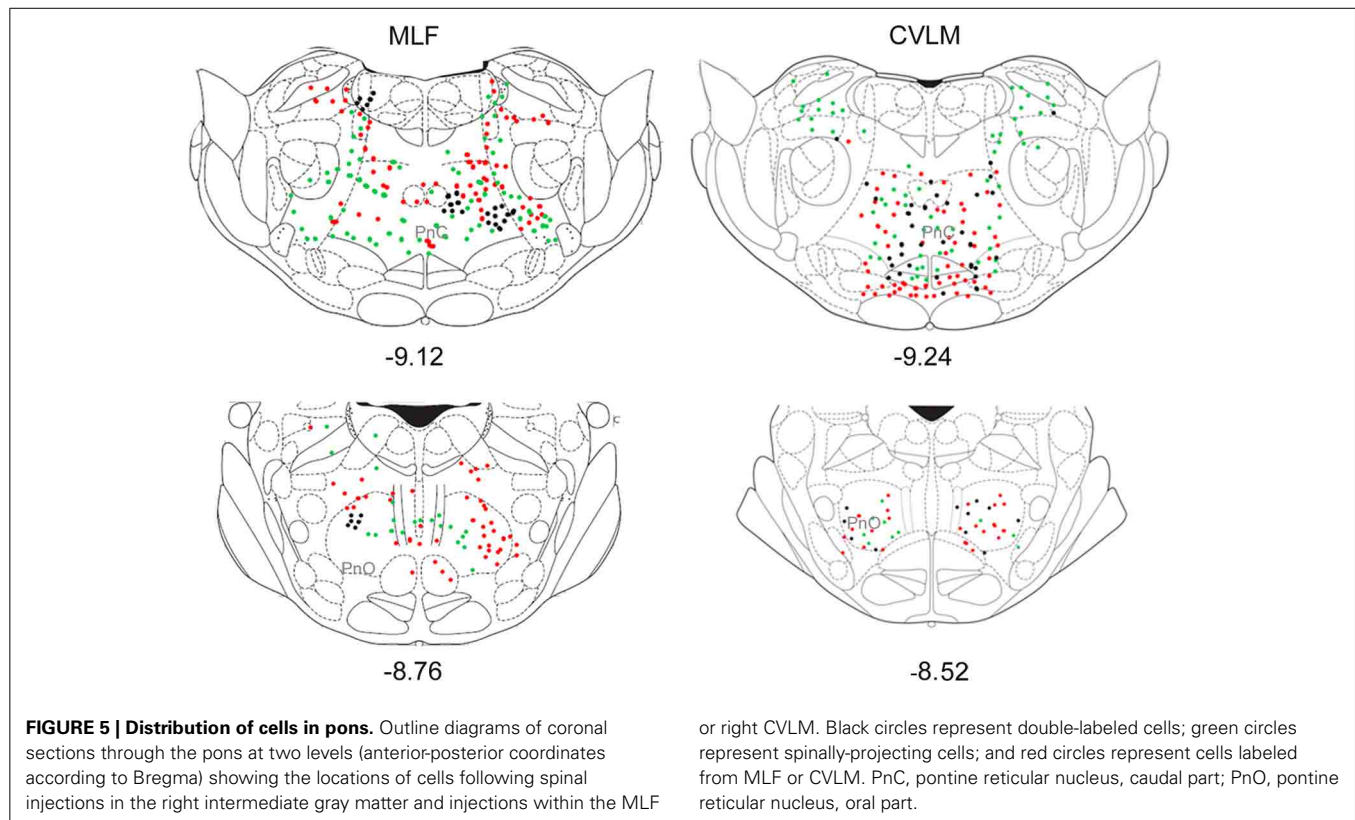 MLF
CVLM
PnC
PnC
-9.12
-9.24
c
PnO
PnO
-8.76
-8.52
FIGURE 5 | Distribution of cells in pons. Outline diagrams of coronal
sections through the pons at two levels (anterior-posterior coordinates
according to Bregma) showing the locations of cells following spinal
injections in the right intermediate gray matter and injections within the MLF
or right CVLM. Black circles represent double-labeled cells; green circles
represent spinally-projecting cells; and red circles represent cells labeled
from MLF or CVLM. PnC, pontine reticular nucleus, caudal part; PnO, pontine
reticular nucleus, oral part.